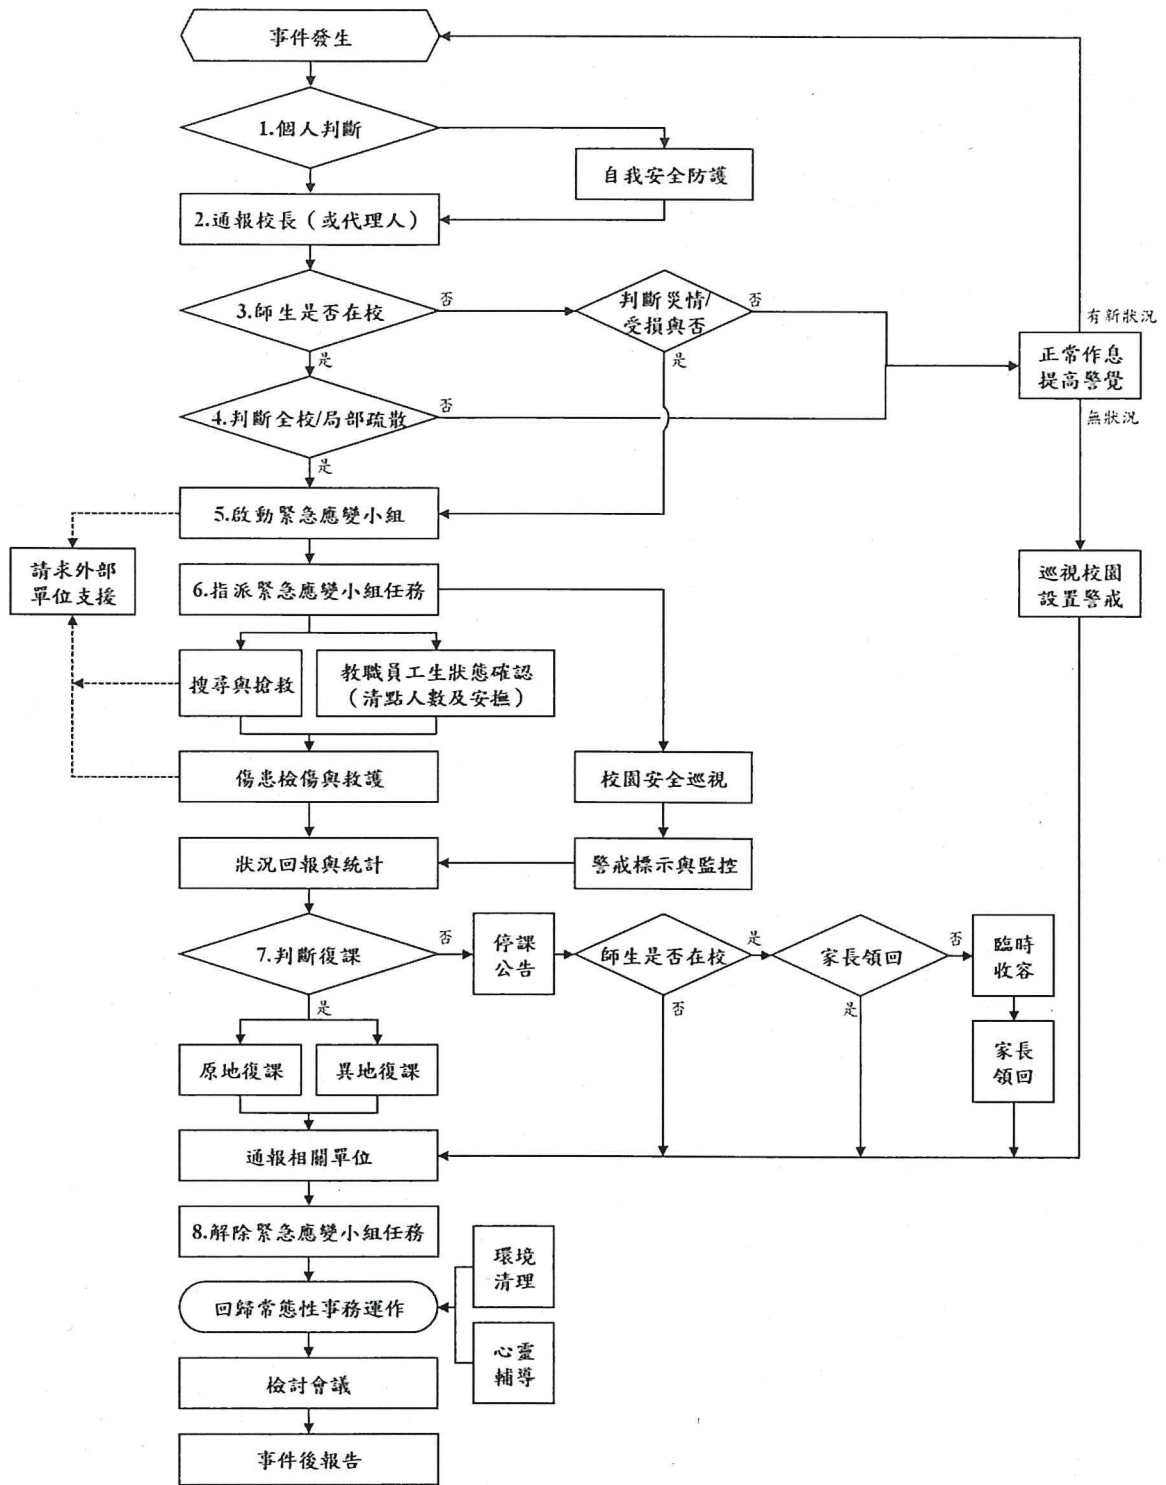 事件發生
1.個人判斷
自我安全防護
2.通報校長（或代理人）
3.師生是否在校
否
判斷災情/
受損與否
否
有新狀況
正常作息
提高警覺
是
是
4.判斷全校/局部疏散
否
無狀況
是
5.啟動緊急應變小組
請求外部
單位支援
6.指派緊急應變小組任務
巡視校園
設置警戒
搜尋與搶救
教職員工生狀態確認
（清點人數及安撫）
傷患檢傷與救護
校園安全巡視
狀況回報與統計
警戒標示與監控
7.判斷復課
否
停課
公告
師生是否在校
是
家長領回
否
臨時
收容
是
否
是
原地復課
異地復課
家長
領回
通報相關單位
8.解除緊急應變小組任務
環境
清理
回歸常態性事務運作
心靈
輔導
檢討會議
事件後報告